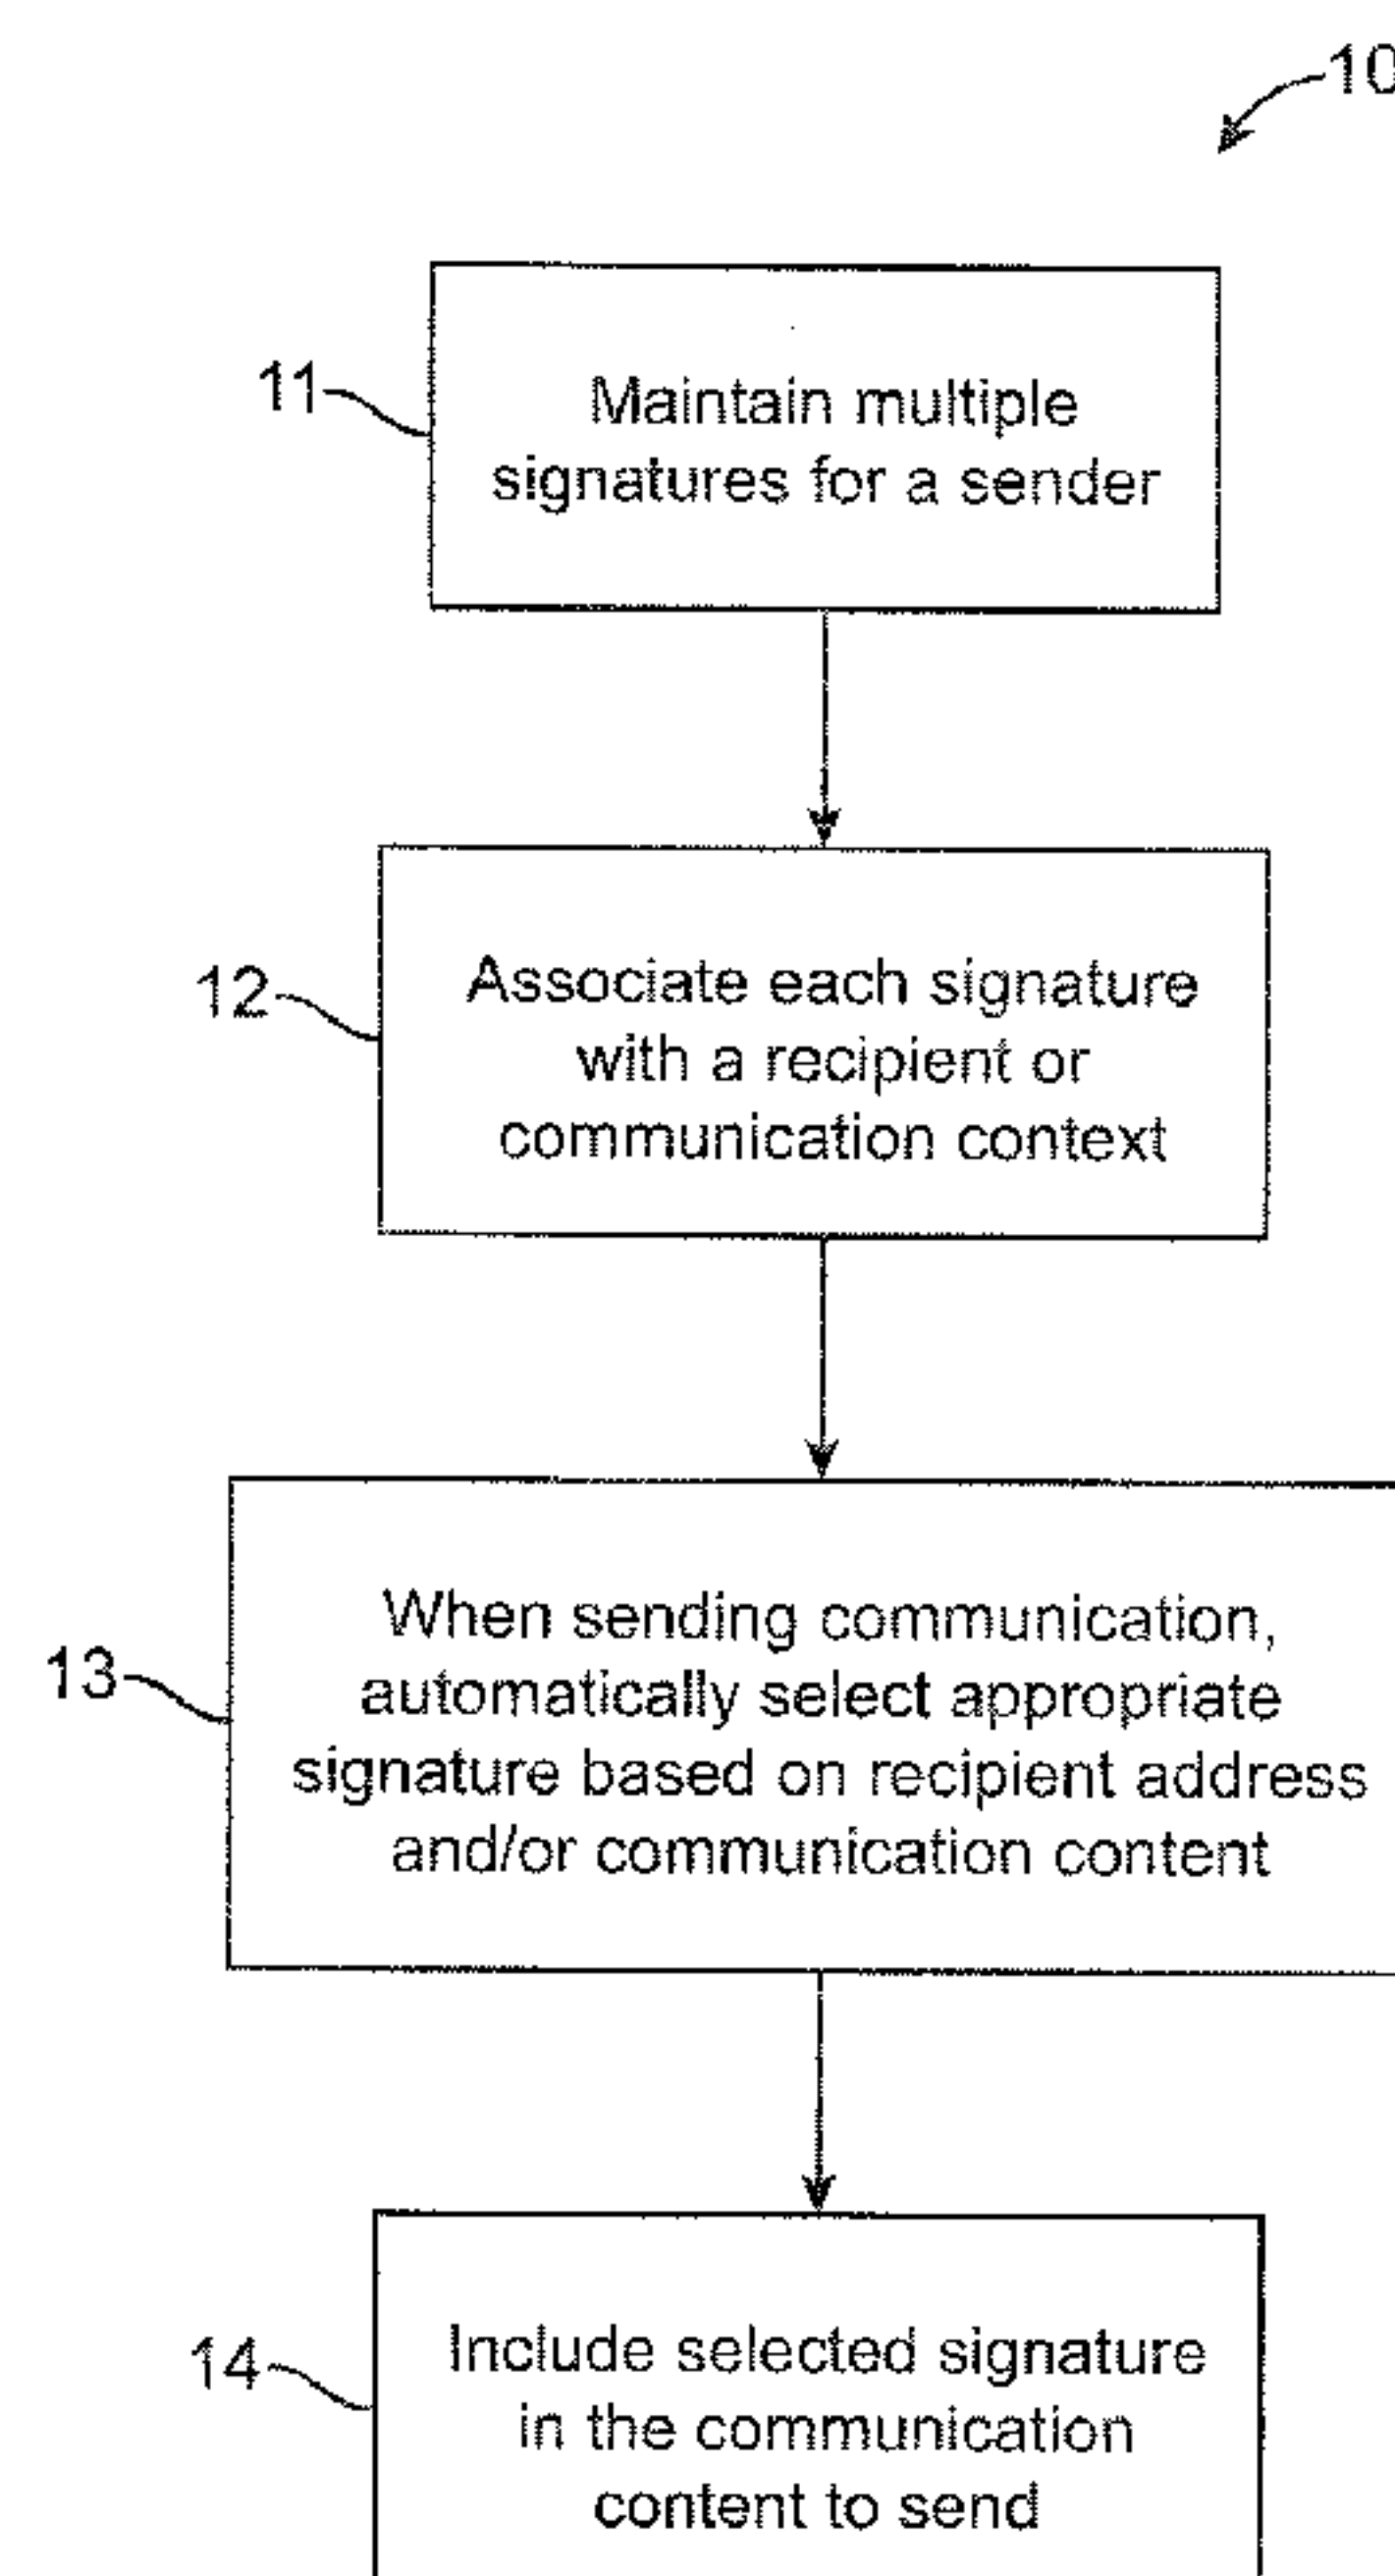 10
11
Maintain multiple
signatures for a sender
12
Associate each signature
with a recipient or
communication context
13
When sending communication,
automatically select appropriate
signature based on recipient address
and/or communication content
14
Include selected signature
in the communication
content to send